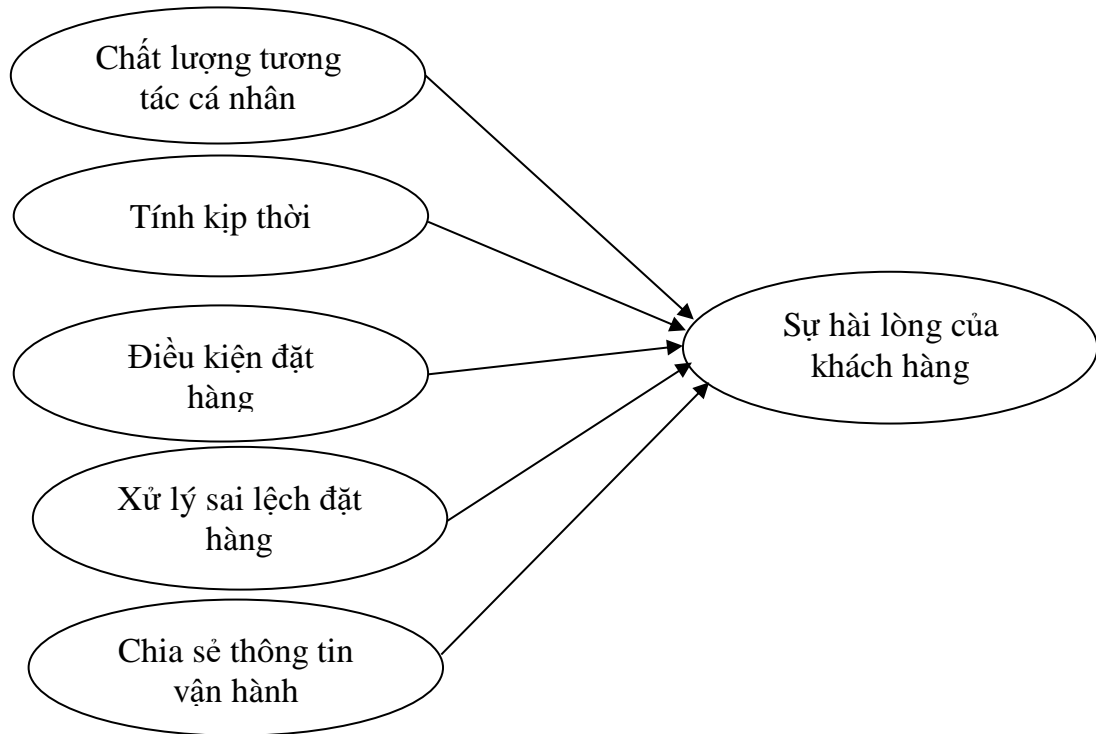 Chất lượng tương
tác cá nhân
Tính kịp thời
Điều kiện đặt
hàng
Xử lý sai lệch đặt
hàng
Chia sẻ thông tin
vận hành
Sự hài lòng của
khách hàng